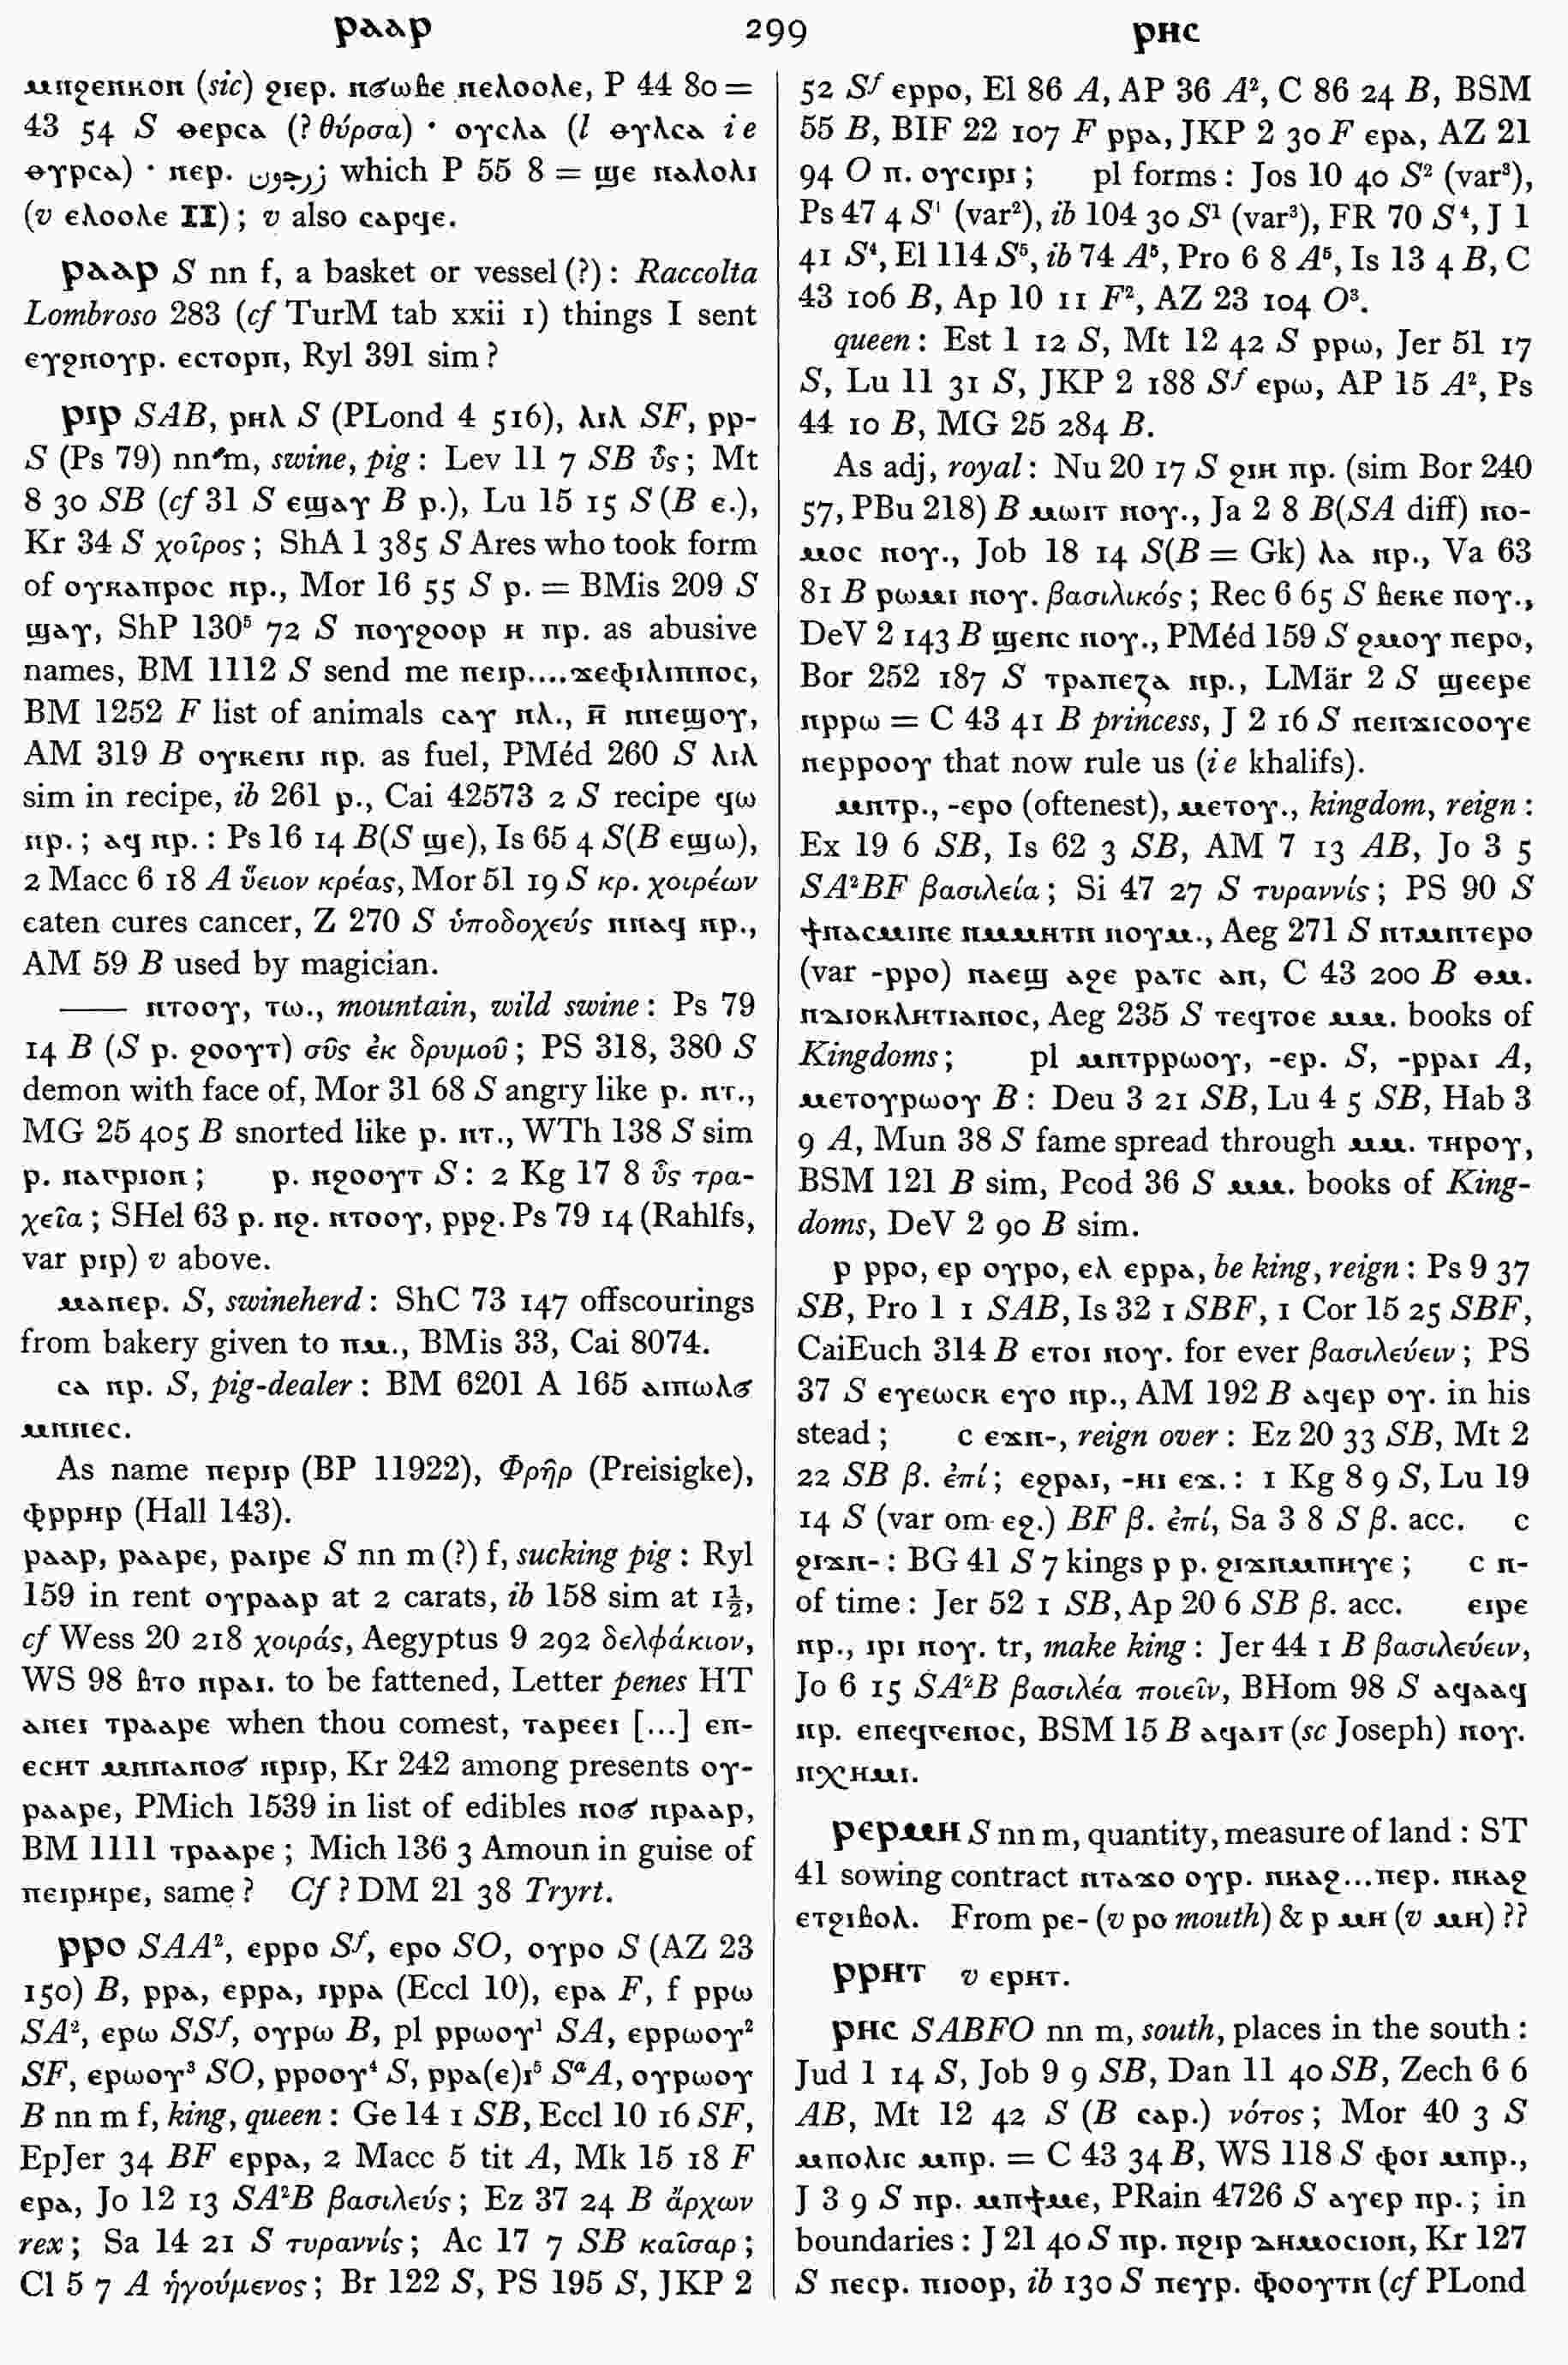 ⲣⲁⲁⲣ 299 ⲣⲏⲥ
ⲙⲛϩⲉⲛⲕⲟⲛ (sic) ϩⲓⲉⲣ. ⲛϭⲱⲃⲉ ⲛⲉⲗⲟⲟⲗⲉ, P 44 80 =
43 54 S ⲑⲉⲣⲥⲁ (? θύρσα) · ⲟⲩⲥⲗⲁ (l ⲑⲩⲗⲥⲁ i e
ⲑⲩⲣⲥⲁ) · ⲡⲉⲣ. زرجون which P 55 8 = ϣⲉ ⲛⲁⲗⲟⲗⲓ
(v ⲉⲗⲟⲟⲗⲉ II); v also ⲥⲁⲣϥⲉ.
ⲣⲁⲁⲣ S nn f, a basket or vessel (?): Raccolta
Lombroso 283 (cf TurM tab xxii 1) things I sent
ⲉⲩϩⲛⲟⲩⲣ. ⲉⲥⲧⲟⲣⲡ, Ryl 391 sim?
ⲣⲓⲣ SAB, ⲣⲏⲗ S (PLond 4 516), ⲗⲓⲗ SF, ⲣⲣ-
S (Ps 79) nn m, swine, pig: Lev 11 7 SB ὗς; Mt
8 30 SB (cf 31 S ⲉϣⲁⲩ B ⲣ.), Lu 15 15 S (B ⲉ.),
Kr 34 S χοῖρος; ShA 1 385 S Ares who took form
of ⲟⲩⲕⲁⲡⲣⲟⲥ ⲛⲣ., Mor 16 55 S ⲣ. = BMis 209 S
ϣⲁⲩ, ShP 130⁵ 72 S ⲡⲟⲩϩⲟⲟⲣ ⲏ ⲡⲣ. as abusive
names, BM 1112 S send me ⲡⲉⲓⲣ....ϫⲉⲫⲓⲗⲓⲡⲡⲟⲥ,
BM 1252 F list of animals ⲥⲁⲩ ⲛⲗ., ⲏ̅ ⲛⲛⲉϣⲟⲩ,
AM 319 B ⲟⲩⲕⲉⲛⲓ ⲛⲣ. as fuel, PMéd 260 S ⲗⲓⲗ
sim in recipe, ib 261 ⲣ., Cai 42573 2 S recipe ϥⲱ
ⲛⲣ.; ⲁϥ ⲛⲣ.: Ps 16 14 B(S ϣⲉ), Is 65 4 S(B ⲉϣⲱ),
2 Macc 6 18 A ὕειον κρέας, Mor 51 19 S κρ. χοιρέων
eaten cures cancer, Z 270 S ὑποδοχεύς ⲛⲛⲁϥ ⲛⲣ.,
AM 59 B used by magician.
—— ⲛⲧⲟⲟⲩ, ⲧⲱ., mountain, wild swine: Ps 79
14 B (S ⲣ. ϩⲟⲟⲩⲧ) σῦς ἐκ δρυμοῦ; PS 318, 380 S
demon with face of, Mor 31 68 S angry like ⲣ. ⲛⲧ.,
MG 25 405 B snorted like ⲣ. ⲛⲧ., WTh 138 S sim
ⲣ. ⲛⲁⲅⲣⲓⲟⲛ; ⲣ. ⲛϩⲟⲟⲩⲧ S: 2 Kg 17 8 ὗς τρα-
χεῖα; SHel 63 ⲣ. ⲛϩ. ⲛⲧⲟⲟⲩ, ⲣⲣϩ. Ps 79 14 (Rahlfs,
var ⲣⲓⲣ) v above.
ⲙⲁⲛⲉⲣ. S, swineherd: ShC 73 147 offscourings
from bakery given to ⲡⲙ., BMis 33, Cai 8074.
ⲥⲁ ⲛⲣ. S, pig-dealer: BM 6201 A 165 ⲁⲓⲡⲱⲗϭ
ⲙⲡⲡⲉⲥ.
As name ⲡⲉⲣⲓⲣ (BP 11922), Φρῆρ (Preisigke),
ⲫⲣⲣⲏⲣ (Hall 143).
ⲣⲁⲁⲣ, ⲣⲁⲁⲣⲉ, ⲣⲁⲓⲣⲉ S nn m (?) f, sucking pig: Ryl
159 in rent ⲟⲩⲣⲁⲁⲣ at 2 carats, ib 158 sim at 1½,
cf Wess 20 218 χοιράς, Aegyptus 9 292 δελφάκιον,
WS 98 ⲃⲧⲟ ⲛⲣⲁⲓ. to be fattened, Letter penes HT
ⲁⲛⲉⲓ ⲧⲣⲁⲁⲣⲉ when thou comest, ⲧⲁⲣⲉⲉⲓ [...] ⲉⲡ-
ⲉⲥⲏⲧ ⲙⲡⲡⲁⲛⲟϭ ⲛⲣⲓⲣ, Kr 242 among presents ⲟⲩ-
ⲣⲁⲁⲣⲉ, PMich 1539 in list of edibles ⲛⲟϭ ⲛⲣⲁⲁⲣ,
BM 1111 ⲧⲣⲁⲁⲣⲉ; Mich 136 3 Amoun in guise of
ⲡⲉⲓⲣⲏⲣⲉ, same? Cf? DM 21 38 Tryrt.
ⲣⲣⲟ SAA², ⲉⲣⲣⲟ Sᶠ, ⲉⲣⲟ SO, ⲟⲩⲣⲟ S (AZ 23
150) B, ⲣⲣⲁ, ⲉⲣⲣⲁ, ⲓⲣⲣⲁ (Eccl 10), ⲉⲣⲁ F, f ⲣⲣⲱ
SA², ⲉⲣⲱ SSᶠ, ⲟⲩⲣⲱ B, pl ⲣⲣⲱⲟⲩ¹ SA, ⲉⲣⲣⲱⲟⲩ²
SF, ⲉⲣⲱⲟⲩ³ SO, ⲣⲣⲟⲟⲩ⁴ S, ⲣⲣⲁ(ⲉ)ⲓ⁵ SᵃA, ⲟⲩⲣⲱⲟⲩ
B nn m f, king, queen: Ge 14 1 SB, Eccl 10 16 SF,
EpJer 34 BF ⲉⲣⲣⲁ, 2 Macc 5 tit A, Mk 15 18 F
ⲉⲣⲁ, Jo 12 13 SA²B βασιλεύς; Ez 37 24 B ἄρχων
rex; Sa 14 21 S τυραννίς; Ac 17 7 SB καῖσαρ;
Cl 5 7 A ἡγούμενος; Br 122 S, PS 195 S, JKP 2
52 Sᶠ ⲉⲣⲣⲟ, El 86 A, AP 36 A², C 86 24 B, BSM
55 B, BIF 22 107 F ⲣⲣⲁ, JKP 2 30 F ⲉⲣⲁ, AZ 21
94 O ⲡ. ⲟⲩⲥⲓⲣⲓ; pl forms: Jos 10 40 S² (var³),
Ps 47 4 S¹ (var²), ib 104 30 S¹ (var³), FR 70 S⁴, J 1
41 S⁴, El 114 S⁵, ib 74 A⁵, Pro 6 8 A⁵, Is 13 4 B, C
43 106 B, Ap 10 11 F², AZ 23 104 O³.
queen: Est 1 12 S, Mt 12 42 S ⲣⲣⲱ, Jer 51 17
S, Lu 11 31 S, JKP 2 188 Sᶠ ⲉⲣⲱ, AP 15 A², Ps
44 10 B, MG 25 284 B.
As adj, royal: Nu 20 17 S ϩⲓⲏ ⲛⲣ. (sim Bor 240
57, PBu 218) B ⲙⲱⲓⲧ ⲛⲟⲩ., Ja 2 8 B(SA diff) ⲛⲟ-
ⲙⲟⲥ ⲛⲟⲩ., Job 18 14 S(B = Gk) ⲗⲁ ⲛⲣ., Va 63
81 B ⲣⲱⲙⲓ ⲛⲟⲩ. βασιλικός; Rec 6 65 S ⲃⲉⲕⲉ ⲛⲟⲩ.,
DeV 2 143 B ϣⲉⲛⲥ ⲛⲟⲩ., PMéd 159 S ϩⲙⲟⲩ ⲛⲉⲣⲟ,
Bor 252 187 S ⲧⲣⲁⲡⲉⲍⲁ ⲛⲣ., LMär 2 S ϣⲉⲉⲣⲉ
ⲛⲣⲣⲱ = C 43 41 B princess, J 2 16 S ⲛⲉⲛϫⲓⲥⲟⲟⲩⲉ
ⲛⲉⲣⲣⲟⲟⲩ that now rule us (i e khalifs).
ⲙⲛⲧⲣ., -ⲉⲣⲟ (oftenest), ⲙⲉⲧⲟⲩ., kingdom, reign:
Ex 19 6 SB, Is 62 3 SB, AM 7 13 AB, Jo 3 5
SA²BF βασιλεία; Si 47 27 S τυραννίς; PS 90 S
ϯⲛⲁⲥⲙⲓⲛⲉ ⲛⲙⲙⲏⲧⲛ ⲛⲟⲩⲙ., Aeg 271 S ⲛⲧⲙⲛⲧⲉⲣⲟ
(var -ⲣⲣⲟ) ⲛⲁⲉϣ ⲁϩⲉ ⲣⲁⲧⲥ ⲁⲛ, C 43 200 B ⲑⲙ.
ⲛⲇⲓⲟⲕⲗⲏⲧⲓⲁⲛⲟⲥ, Aeg 235 S ⲧⲉϥⲧⲟⲉ ⲙⲙ. books of
Kingdoms; pl ⲙⲛⲧⲣⲣⲱⲟⲩ, -ⲉⲣ. S, -ⲣⲣⲁⲓ A,
ⲙⲉⲧⲟⲩⲣⲱⲟⲩ B: Deu 3 21 SB, Lu 4 5 SB, Hab 3
9 A, Mun 38 S fame spread through ⲙⲙ. ⲧⲏⲣⲟⲩ,
BSM 121 B sim, Pcod 36 S ⲙⲙ. books of King-
doms, DeV 2 90 B sim.
ⲣ ⲣⲣⲟ, ⲉⲣ ⲟⲩⲣⲟ, ⲉⲗ ⲉⲣⲣⲁ, be king, reign: Ps 9 37
SB, Pro 1 1 SAB, Is 32 1 SBF, 1 Cor 15 25 SBF,
CaiEuch 314 B ⲉⲧⲟⲓ ⲛⲟⲩ. for ever βασιλεύειν; PS
37 S ⲉⲩⲉⲱⲥⲕ ⲉⲩⲟ ⲛⲣ., AM 192 B ⲁϥⲉⲣ ⲟⲩ. in his
stead; c ⲉϫⲛ-, reign over: Ez 20 33 SB, Mt 2
22 SB β. ἐπί; ⲉϩⲣⲁⲓ, -ⲏⲓ ⲉϫ.: 1 Kg 8 9 S, Lu 19
14 S (var om ⲉϩ.) BF β. ἐπί, Sa 3 8 S β. acc. c
ϩⲓϫⲛ-: BG 41 S 7 kings ⲣ ⲣ. ϩⲓϫⲛⲙⲡⲏⲩⲉ; c ⲛ-
of time: Jer 52 1 SB, Ap 20 6 SB β. acc. ⲉⲓⲣⲉ
ⲛⲣ., ⲓⲣⲓ ⲛⲟⲩ. tr, make king: Jer 44 1 B βασιλεύειν,
Jo 6 15 SA²B βασιλέα ποιεῖν, BHom 98 S ⲁϥⲁⲁϥ
ⲛⲣ. ⲉⲡⲉϥⲅⲉⲛⲟⲥ, BSM 15 B ⲁϥⲁⲓⲧ (sc Joseph) ⲛⲟⲩ.
ⲛⲭⲏⲙⲓ.
ⲣⲉⲣⲙⲏ S nn m, quantity, measure of land: ST
41 sowing contract ⲛⲧⲁϫⲟ ⲟⲩⲣ. ⲛⲕⲁϩ...ⲡⲉⲣ. ⲛⲕⲁϩ
ⲉⲧϩⲓⲃⲟⲗ. From ⲣⲉ- (v ⲣⲟ mouth) & ⲣ ⲙⲏ (v ⲙⲏ) ??
ⲣⲣⲏⲧ v ⲉⲣⲏⲧ.
ⲣⲏⲥ SABFO nn m, south, places in the south:
Jud 1 14 S, Job 9 9 SB, Dan 11 40 SB, Zech 6 6
AB, Mt 12 42 S (B ⲥⲁⲣ.) νότος; Mor 40 3 S
ⲙⲡⲟⲗⲓⲥ ⲙⲡⲣ. = C 43 34 B, WS 118 S ⲫⲟⲓ ⲙⲡⲣ.,
J 3 9 S ⲡⲣ. ⲙⲡϯⲙⲉ, PRain 4726 S ⲁⲩⲉⲣ ⲡⲣ.; in
boundaries: J 21 40 S ⲡⲣ. ⲡϩⲓⲣ ⲇⲏⲙⲟⲥⲓⲟⲛ, Kr 127
S ⲡⲉⲥⲣ. ⲡⲓⲟⲟⲣ, ib 130 S ⲡⲉⲩⲣ. ⲫⲟⲟⲩⲧⲛ (cf PLond